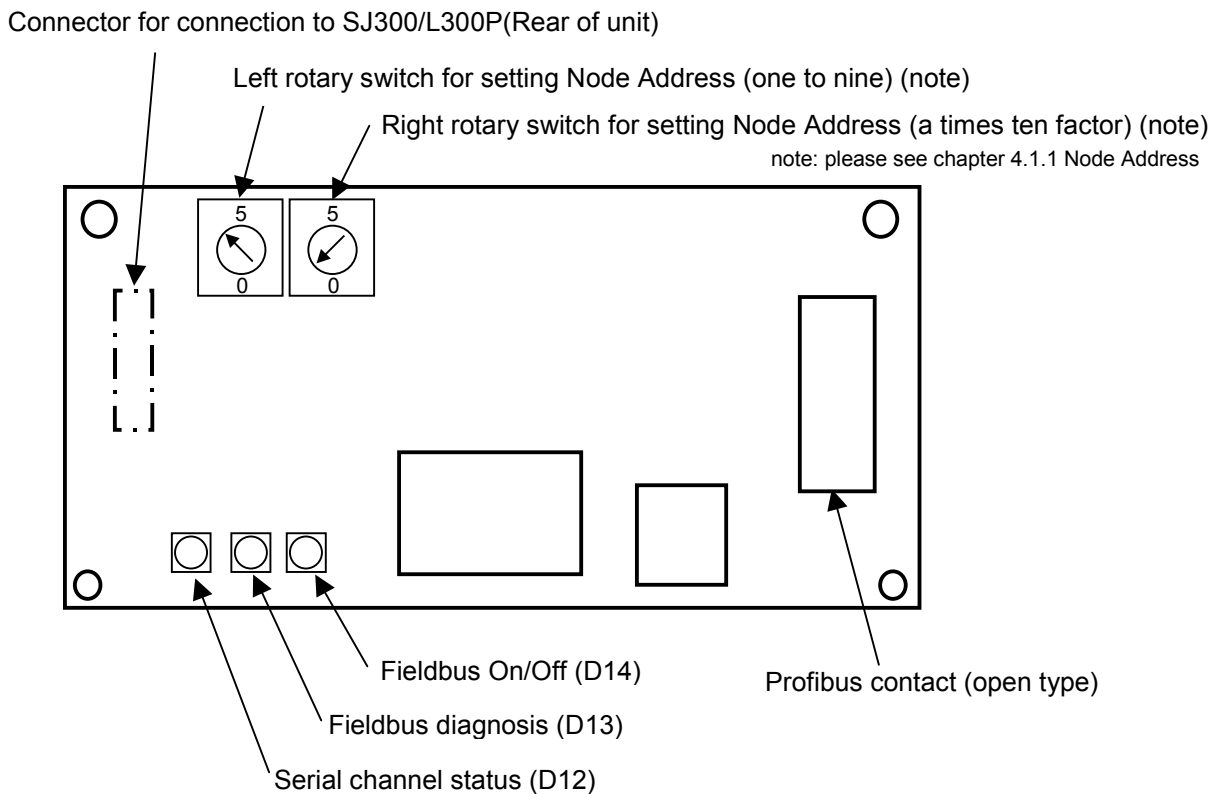 Connector for connection to SJ300/L300P(Rear of unit)
Left rotary switch for setting Node Address (one to nine) (note)
Right rotary switch for setting Node Address (a times ten factor) (note)
note: please see chapter 4.1.1 Node Address
5 5
0 0
Fieldbus On/Off (D14)
Profibus contact (open type)
Fieldbus diagnosis (D13)
Serial channel status (D12)